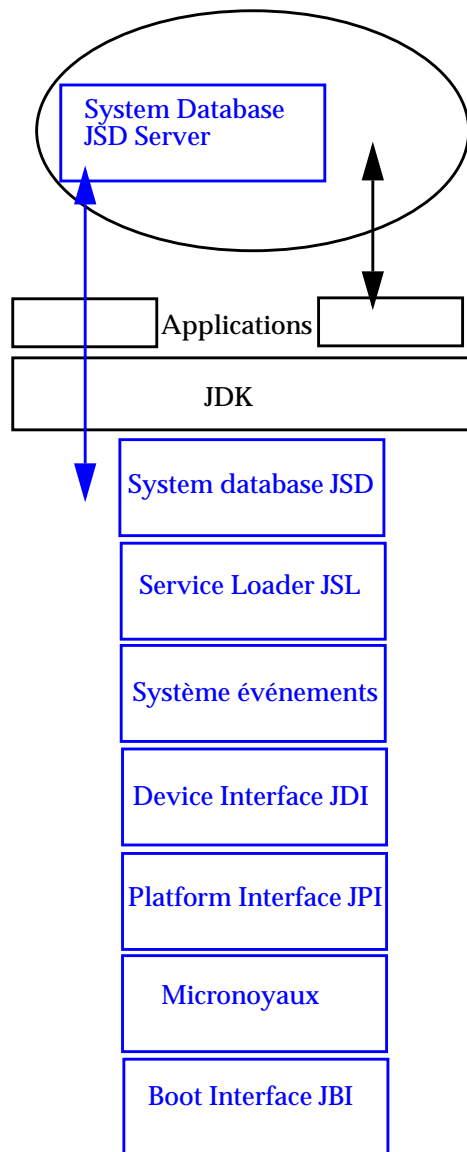 System Database
JSD Server
Applications
JDK
System database JSD
Service Loader JSL
Système événements
Device Interface JDI
Platform Interface JPI
Micronoyaux
Boot Interface JBI